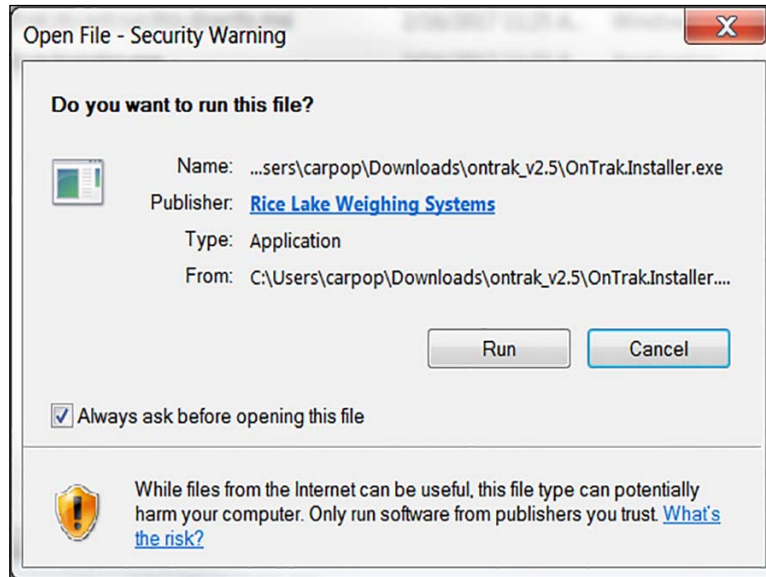 Open File - Security Warning
Do you want to run this file?
Name: ...sers\carpop\Downloads\ontrak_v2.5\OnTrak.Installer.exe
Publisher: Rice Lake Weighing Systems
Type: Application
From: C:\Users\carpop\Downloads\ontrak_v2.5\OnTrak.Installer....
Run Cancel
Always ask before opening this file
While files from the Internet can be useful, this file type can potentially
harm your computer. Only run software from publishers you trust. What's
the risk?